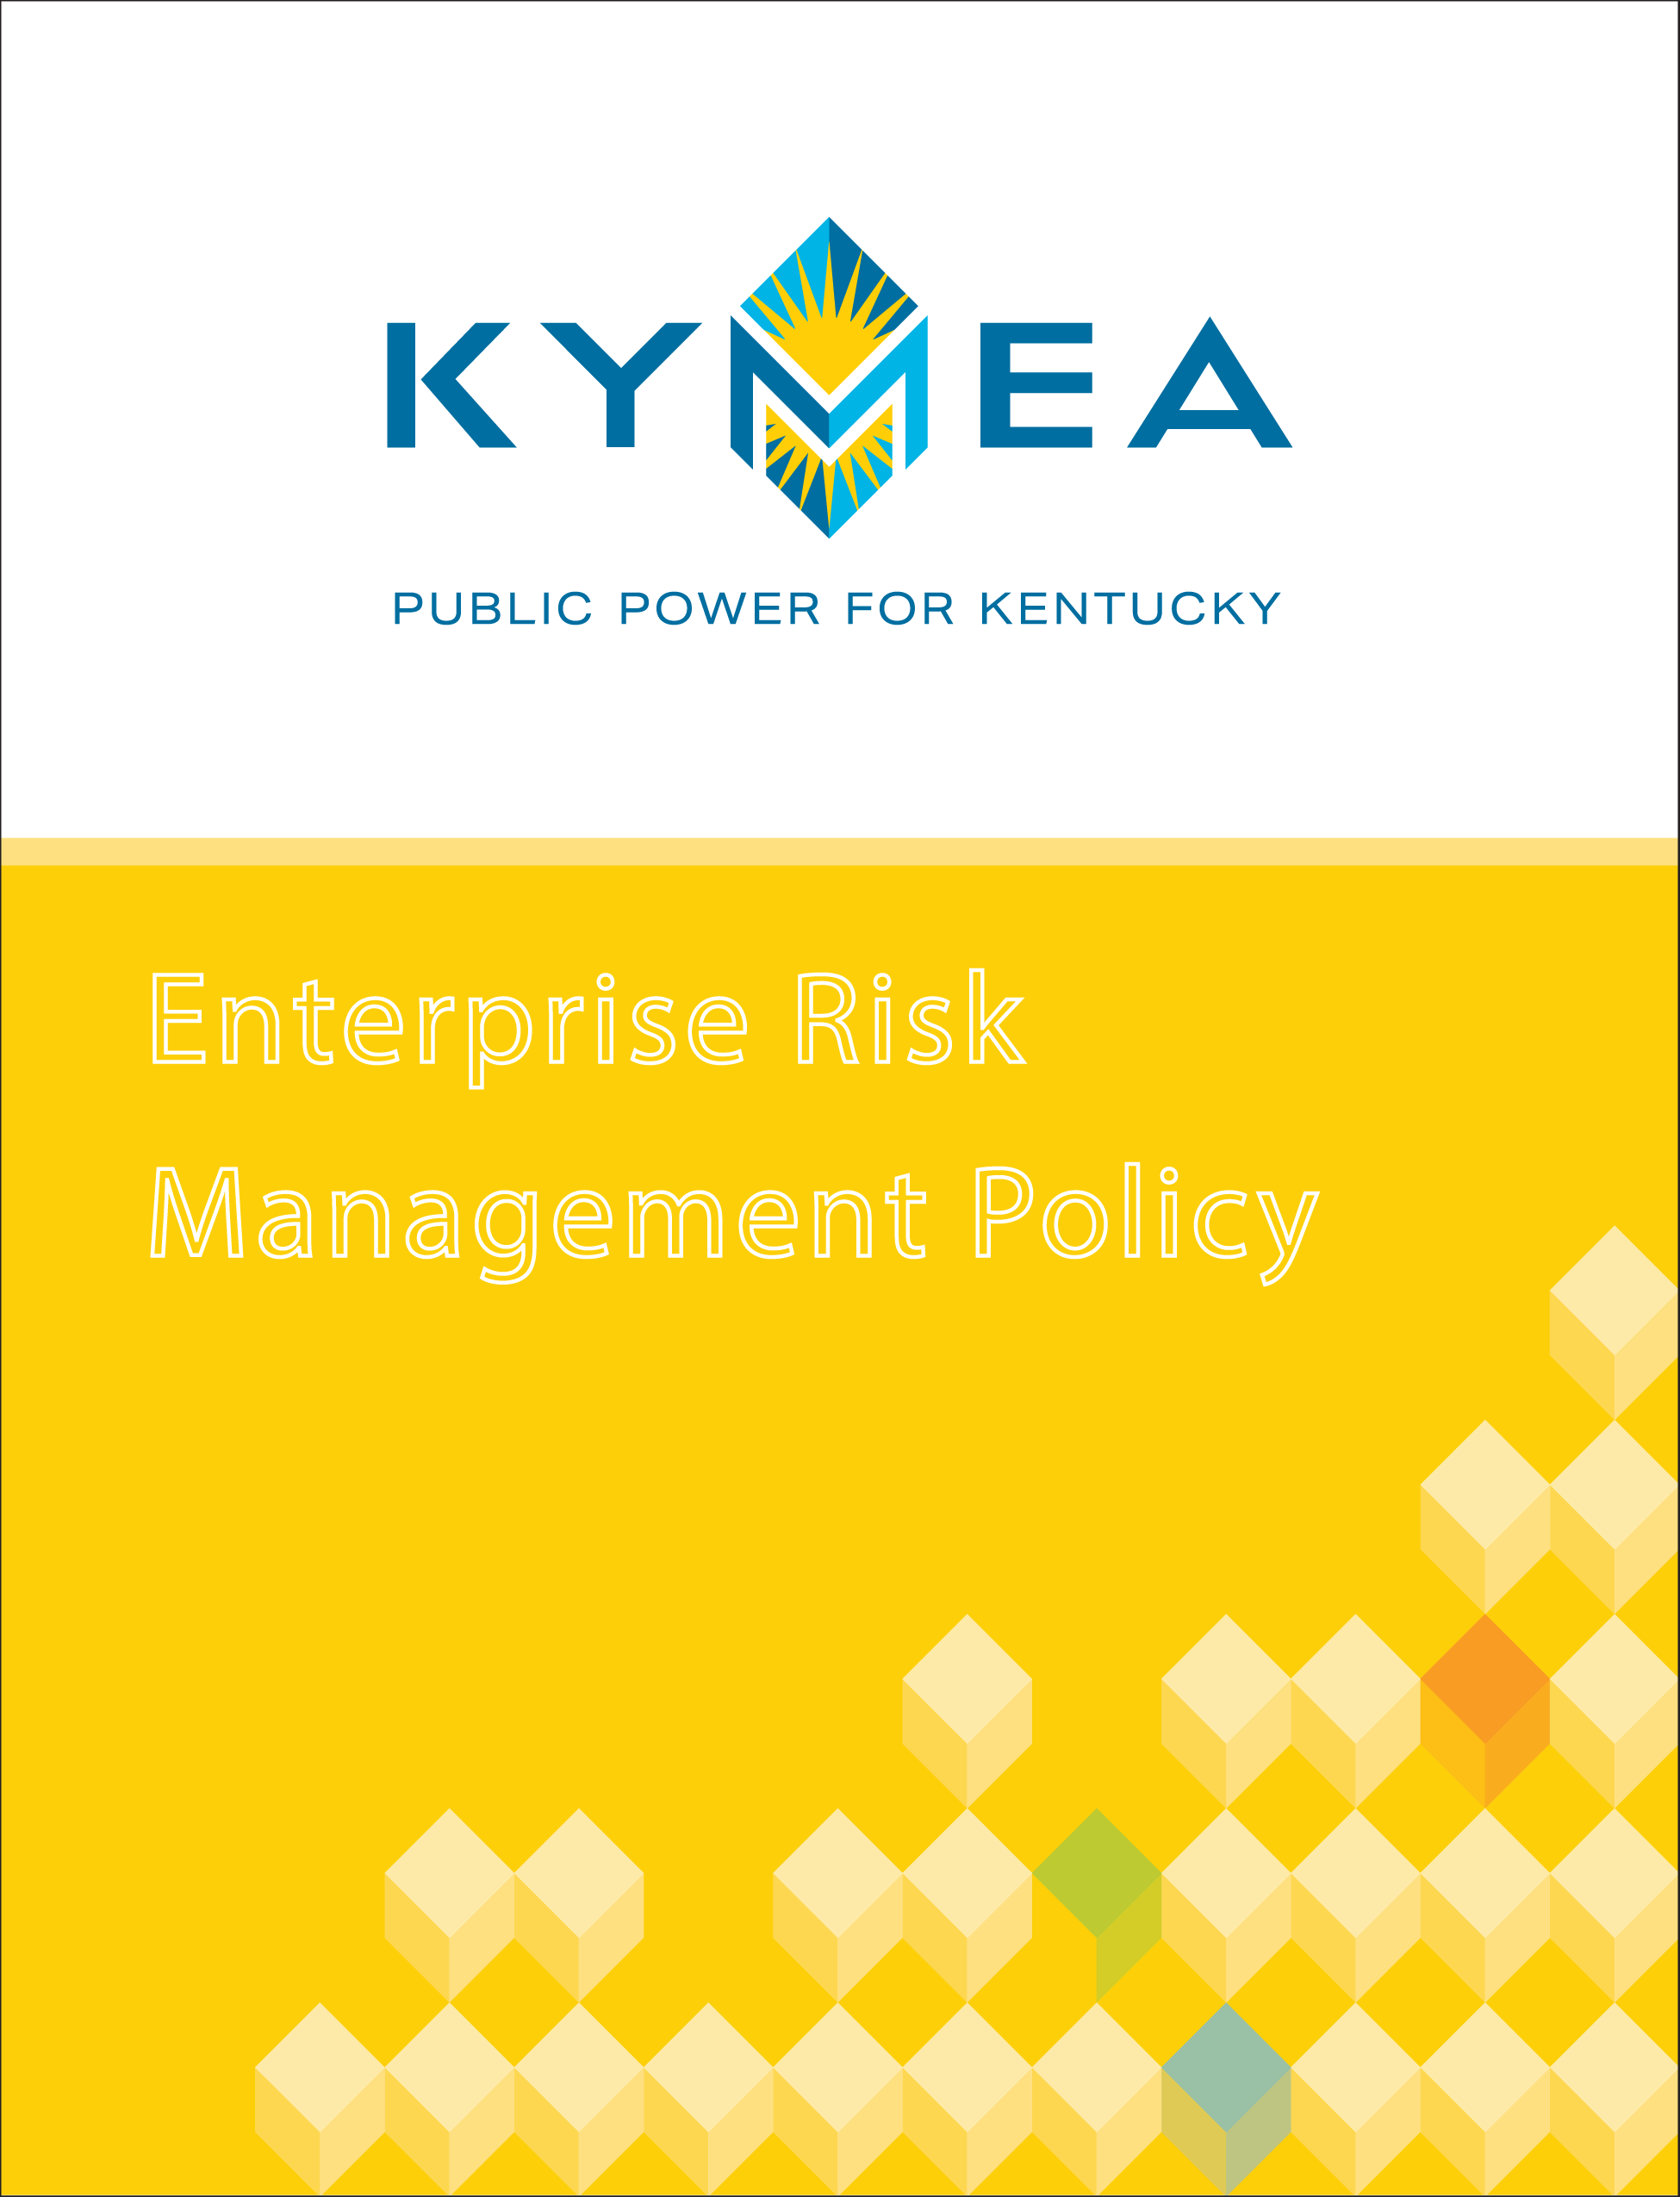 KYMEA
PUBLIC POWER FOR KENTUCKY
Enterprise Risk
Management Policy